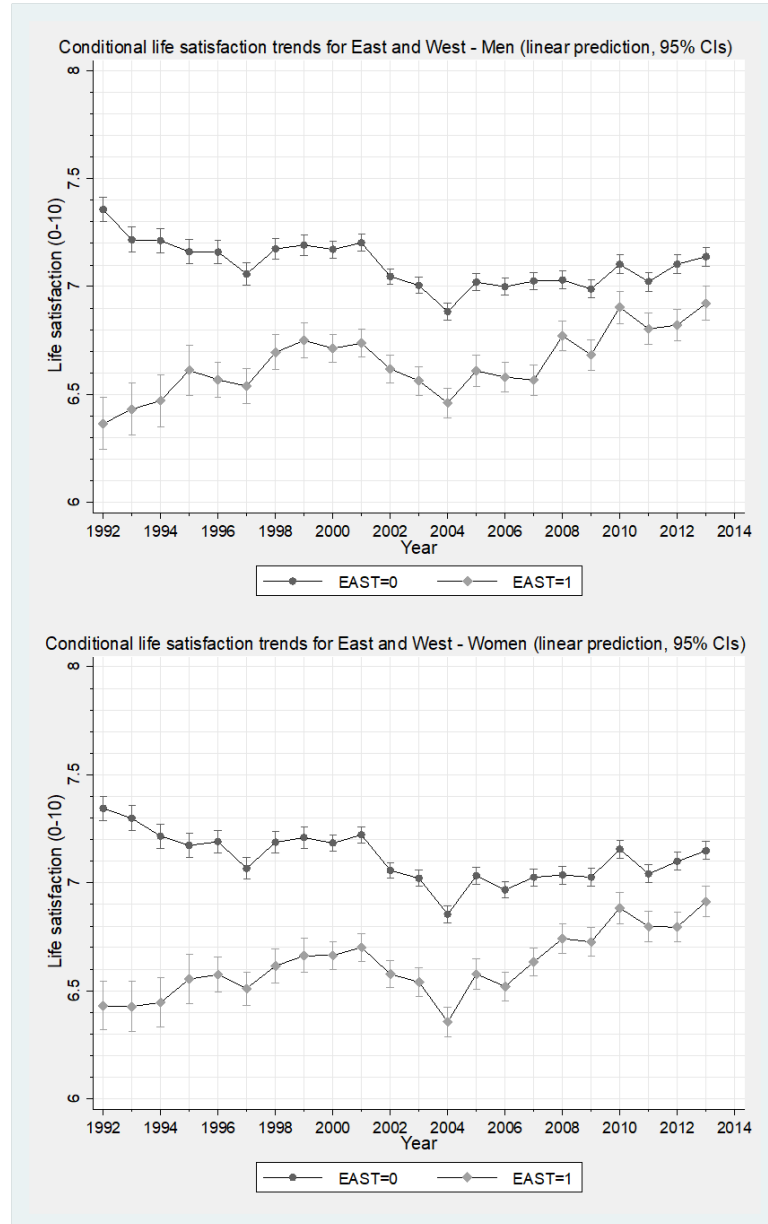 Conditional life satisfaction trends for East and West - Men (linear prediction, 95% CIs)
8
7.5
7
6.5
6
Life satisfaction (0-10)
1992 1994 1996 1998 2000 2002 2004 2006 2008 2010 2012 2014
Year
EAST=0 EAST=1
Conditional life satisfaction trends for East and West - Women (linear prediction, 95% CIs)
8
7.5
7
6.5
6
Life satisfaction (0-10)
1992 1994 1996 1998 2000 2002 2004 2006 2008 2010 2012 2014
Year
EAST=0 EAST=1